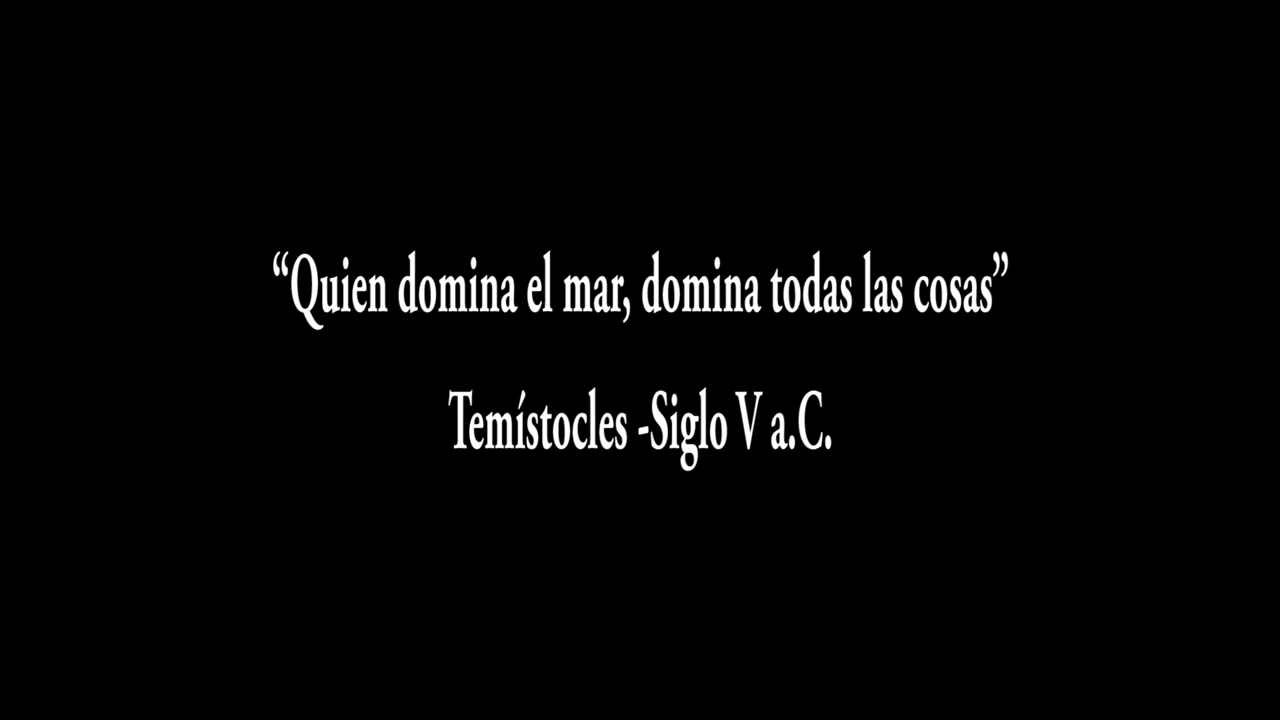 “Quien domina el mar, domina todas las cosas”
Temístocles -Siglo V a.C.